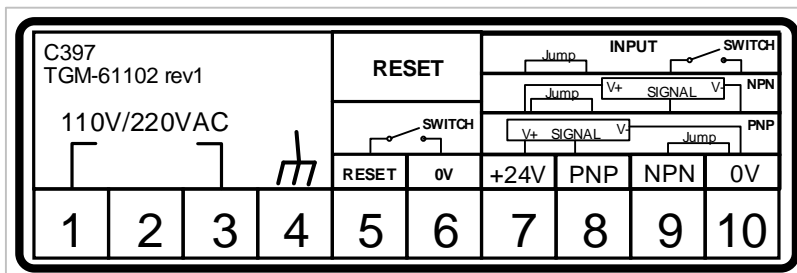 C397
TGM-61102 rev1
110V/220VAC
RESET
SWITCH
Jump INPUT SWITCH
Jump V+ SIGNAL V- NPN
V+ SIGNAL V- Jump PNP
RESET 0V +24V PNP NPN 0V
1 2 3 4 5 6 7 8 9 10